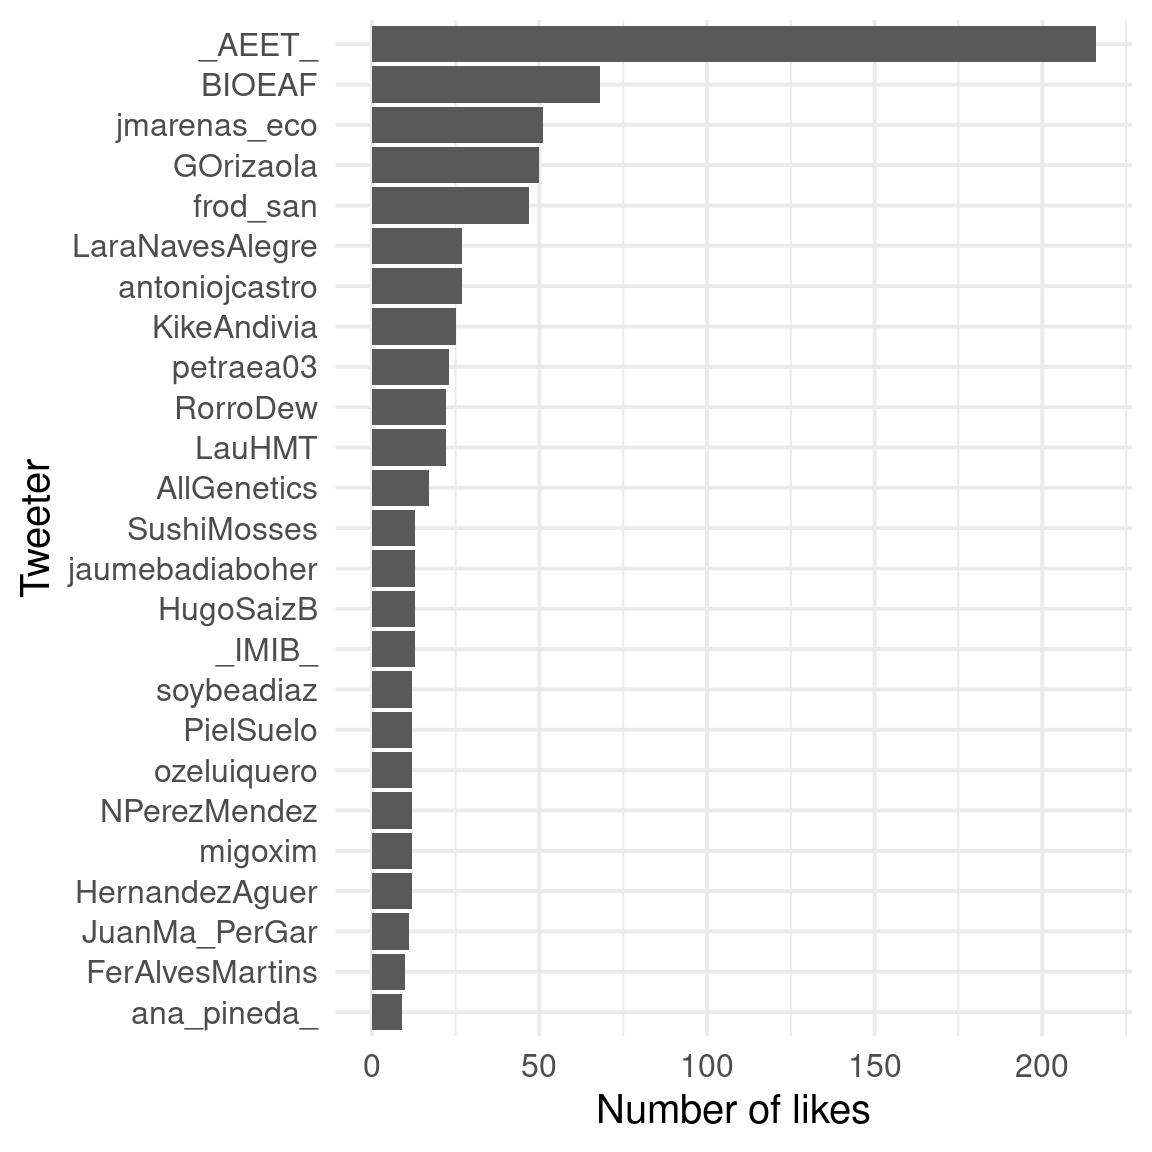 _AEET_
BIOEAF
jmarenas_eco
GOrizaola
frod_san
LaraNavesAlegre
antoniojcastro
KikeAndivia
petraea03
RorroDew
LauHMT
AllGenetics
SushiMosses
jaumebadiaboher
HugoSaizB
_IMIB_
soybeadiaz
PielSuelo
ozeluiquero
NPerezMendez
migoxim
HernandezAguer
JuanMa_PerGar
FerAlvesMartins
ana_pineda_
Tweeter
0 50 100 150 200
Number of likes